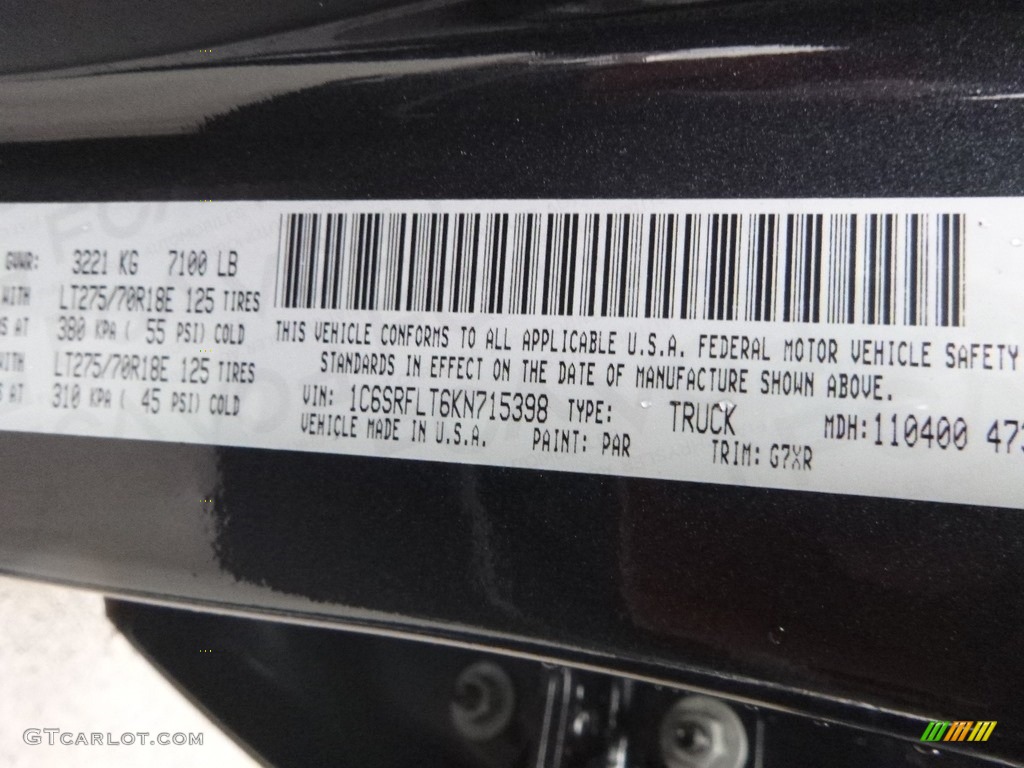 GVWR: 3221 KG 7100 LB
WITH LT275/70R18E 125 TIRES
AT 380 KPA ( 55 PSI) COLD
WITH LT275/70R18E 125 TIRES
AT 310 KPA ( 45 PSI) COLD
THIS VEHICLE CONFORMS TO ALL APPLICABLE U.S.A. FEDERAL MOTOR VEHICLE SAFETY
STANDARDS IN EFFECT ON THE DATE OF MANUFACTURE SHOWN ABOVE.
VIN: 1C6SRFLT6KN715398 TYPE: TRUCK MDH: 110400 473
VEHICLE MADE IN U.S.A. PAINT: PAR TRIM: G7XR
GTcarlot.com